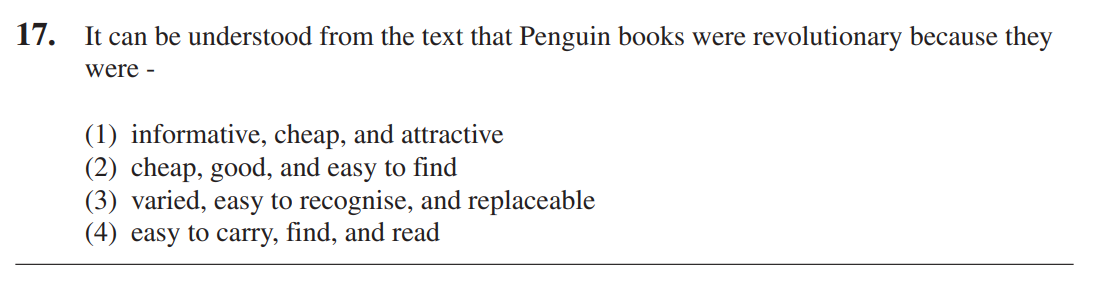 17. It can be understood from the text that Penguin books were revolutionary because they
were -
(1) informative, cheap, and attractive
(2) cheap, good, and easy to find
(3) varied, easy to recognise, and replaceable
(4) easy to carry, find, and read